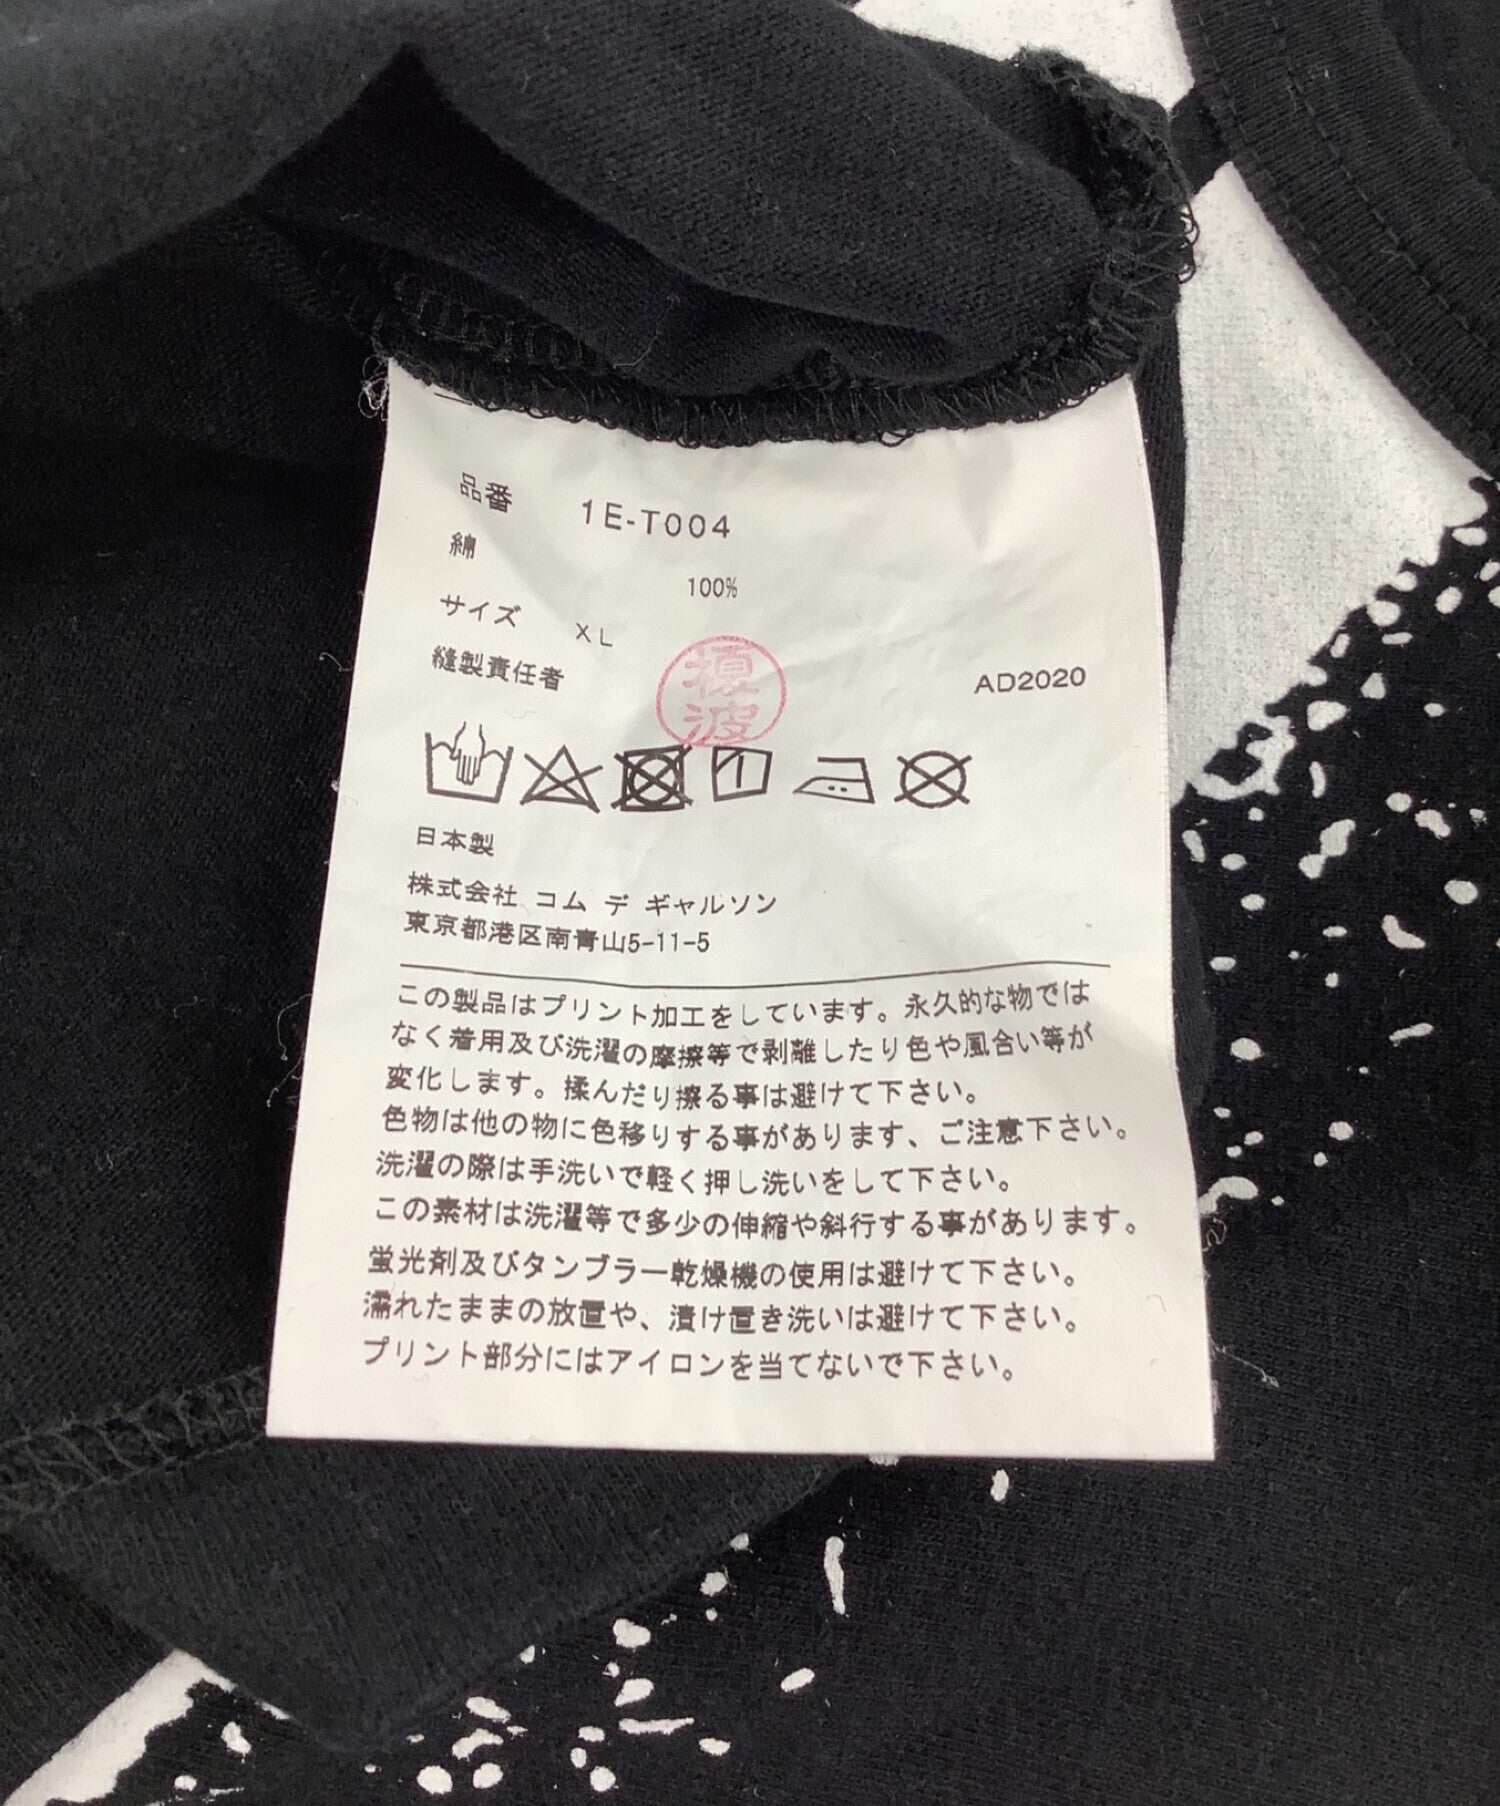 品番 1E-T004
綿 100%
サイズ XL
縫製責任者 榎波 AD2020
日本製
株式会社 コム デ ギャルソン
東京都港区南青山5-11-5
この製品はプリント加工をしています。永久的な物では
なく着用及び洗濯の摩擦等で剥離したり色や風合い等が
変化します。揉んだり擦る事は避けて下さい。
色物は他の物に色移りする事があります、ご注意下さい。
洗濯の際は手洗いで軽く押し洗いをして下さい。
この素材は洗濯等で多少の伸縮や斜行する事があります。
蛍光剤及びタンブラー乾燥機の使用は避けて下さい。
濡れたままの放置や、漬け置き洗いは避けて下さい。
プリント部分にはアイロンを当てないで下さい。